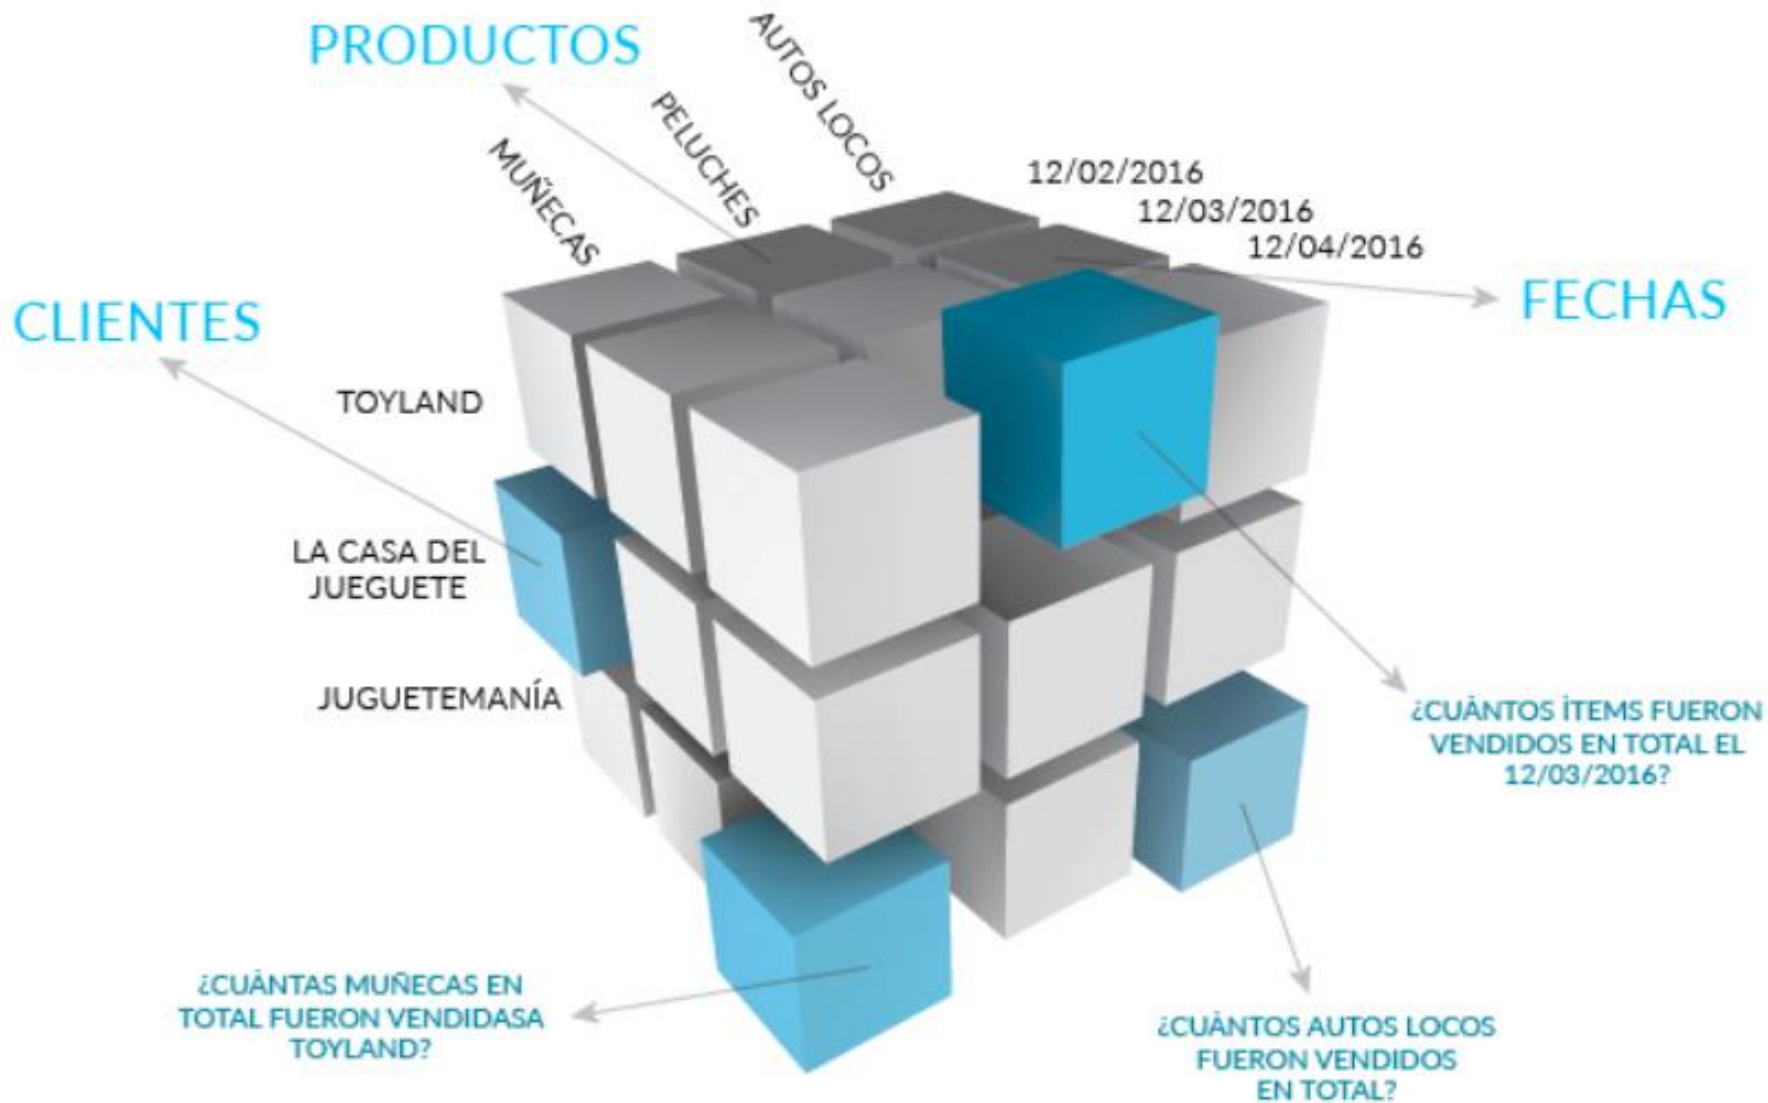 PRODUCTOS
AUTOS LOCOS
PELUCHES
MUÑECAS
12/02/2016
12/03/2016
12/04/2016
CLIENTES
FECHAS
TOYLAND
LA CASA DEL
JUEGUETE
JUGUETEMANÍA
¿CUÁNTOS ÍTEMS FUERON
VENDIDOS EN TOTAL EL
12/03/2016?
¿CUÁNTAS MUÑECAS EN
TOTAL FUERON VENDIDASA
TOYLAND?
¿CUÁNTOS AUTOS LOCOS
FUERON VENDIDOS
EN TOTAL?